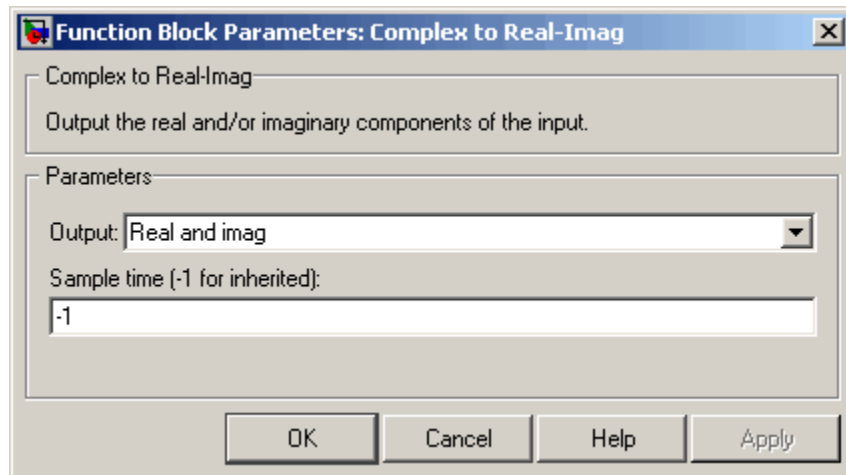 Function Block Parameters: Complex to Real-Imag
Complex to Real-Imag
Output the real and/or imaginary components of the input.
Parameters
Output: Real and imag
Sample time (-1 for inherited):
-1
OK Cancel Help Apply